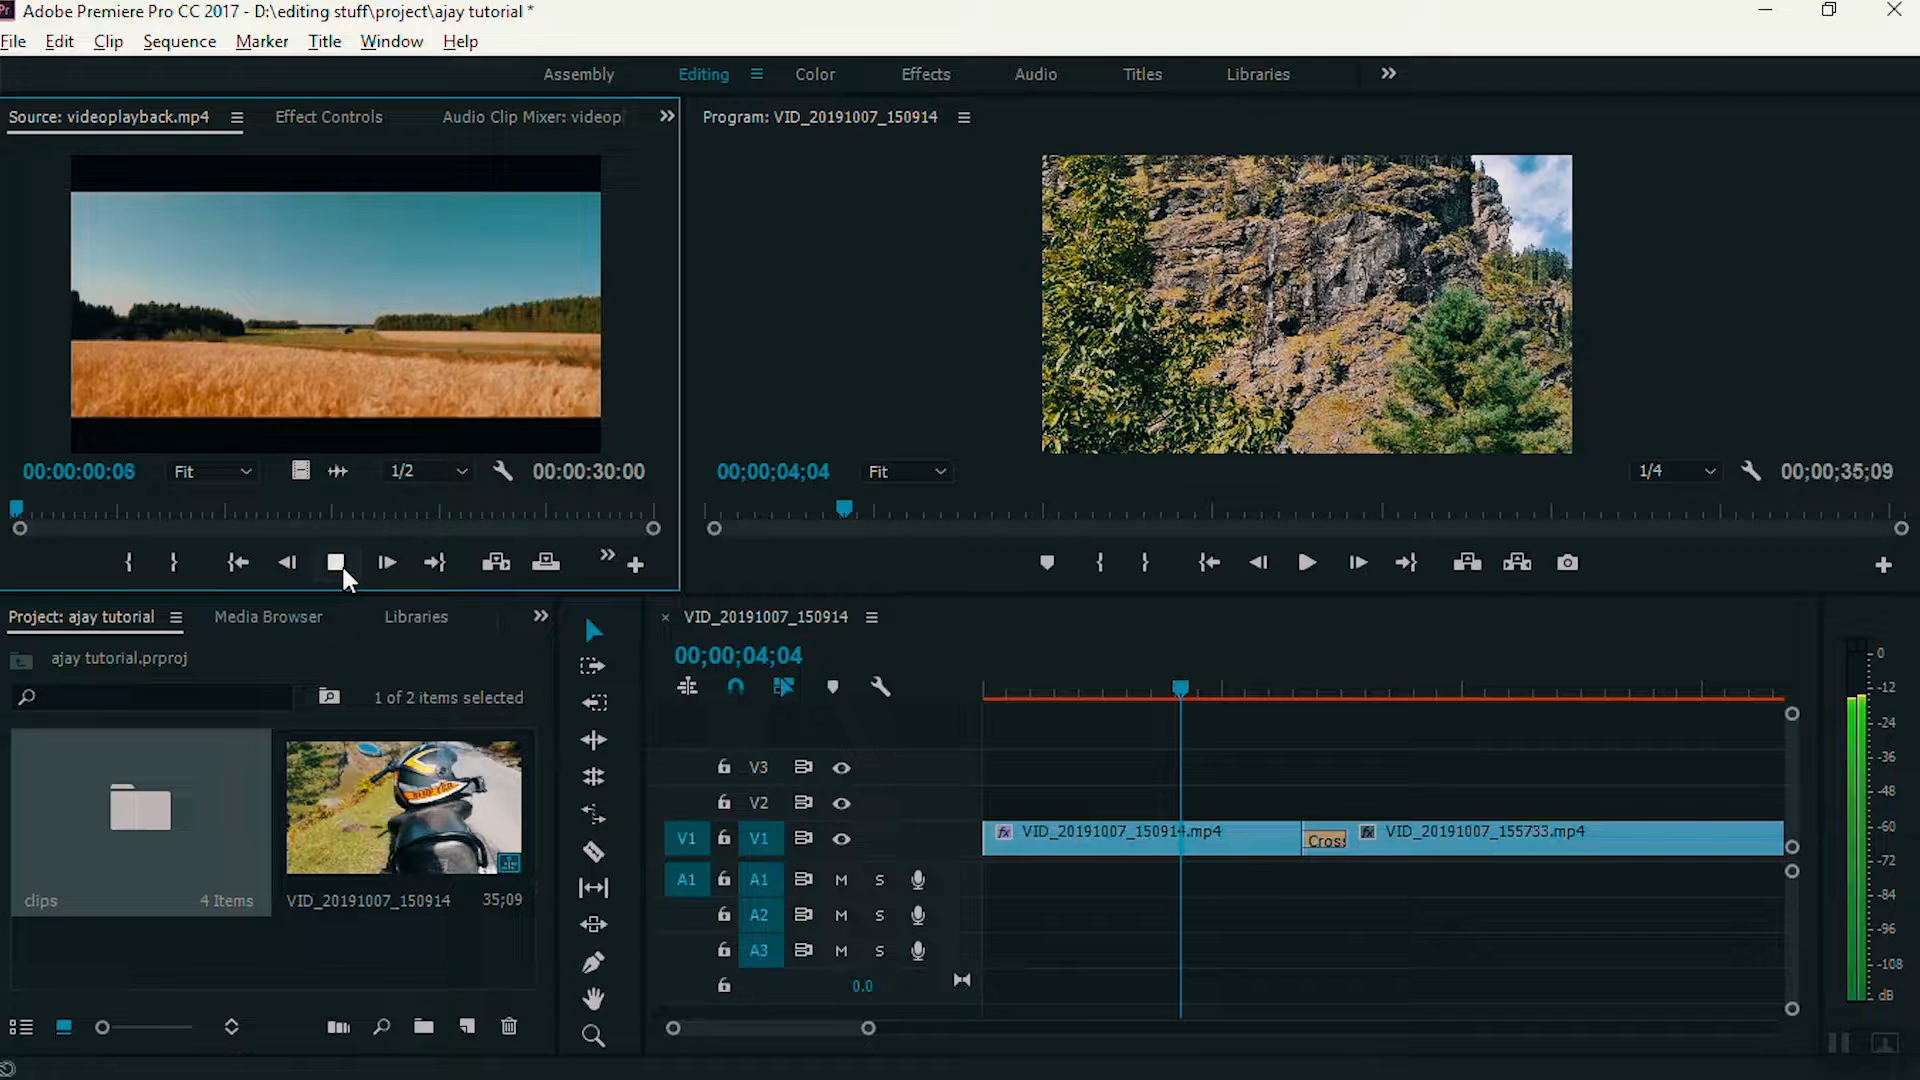 Pr Adobe Premiere Pro CC 2017 - D:\editing stuff\project\ajay tutorial *
File Edit Clip Sequence Marker Title Window Help
Assembly Editing Color Effects Audio Titles Libraries
Source: videoplayback.mp4 Effect Controls Audio Clip Mixer: videop
Program: VID_20191007_150914
00:00:00:06 Fit 1/2 00:00:30:00
00;00;04;04 Fit 1/4 00;00;35;09
Project: ajay tutorial Media Browser Libraries
ajay tutorial.prproj
1 of 2 items selected
clips 4 Items
VID_20191007_150914 35;09
× VID_20191007_150914
00;00;04;04
V3
V2
V1 V1
fx VID_20191007_150914.mp4 Cros: fx VID_20191007_155733.mp4
A1 A1 M S
A2 M S
A3 M S
0.0
0
-12
-24
-36
-48
-60
-72
-84
-96
-108
dB